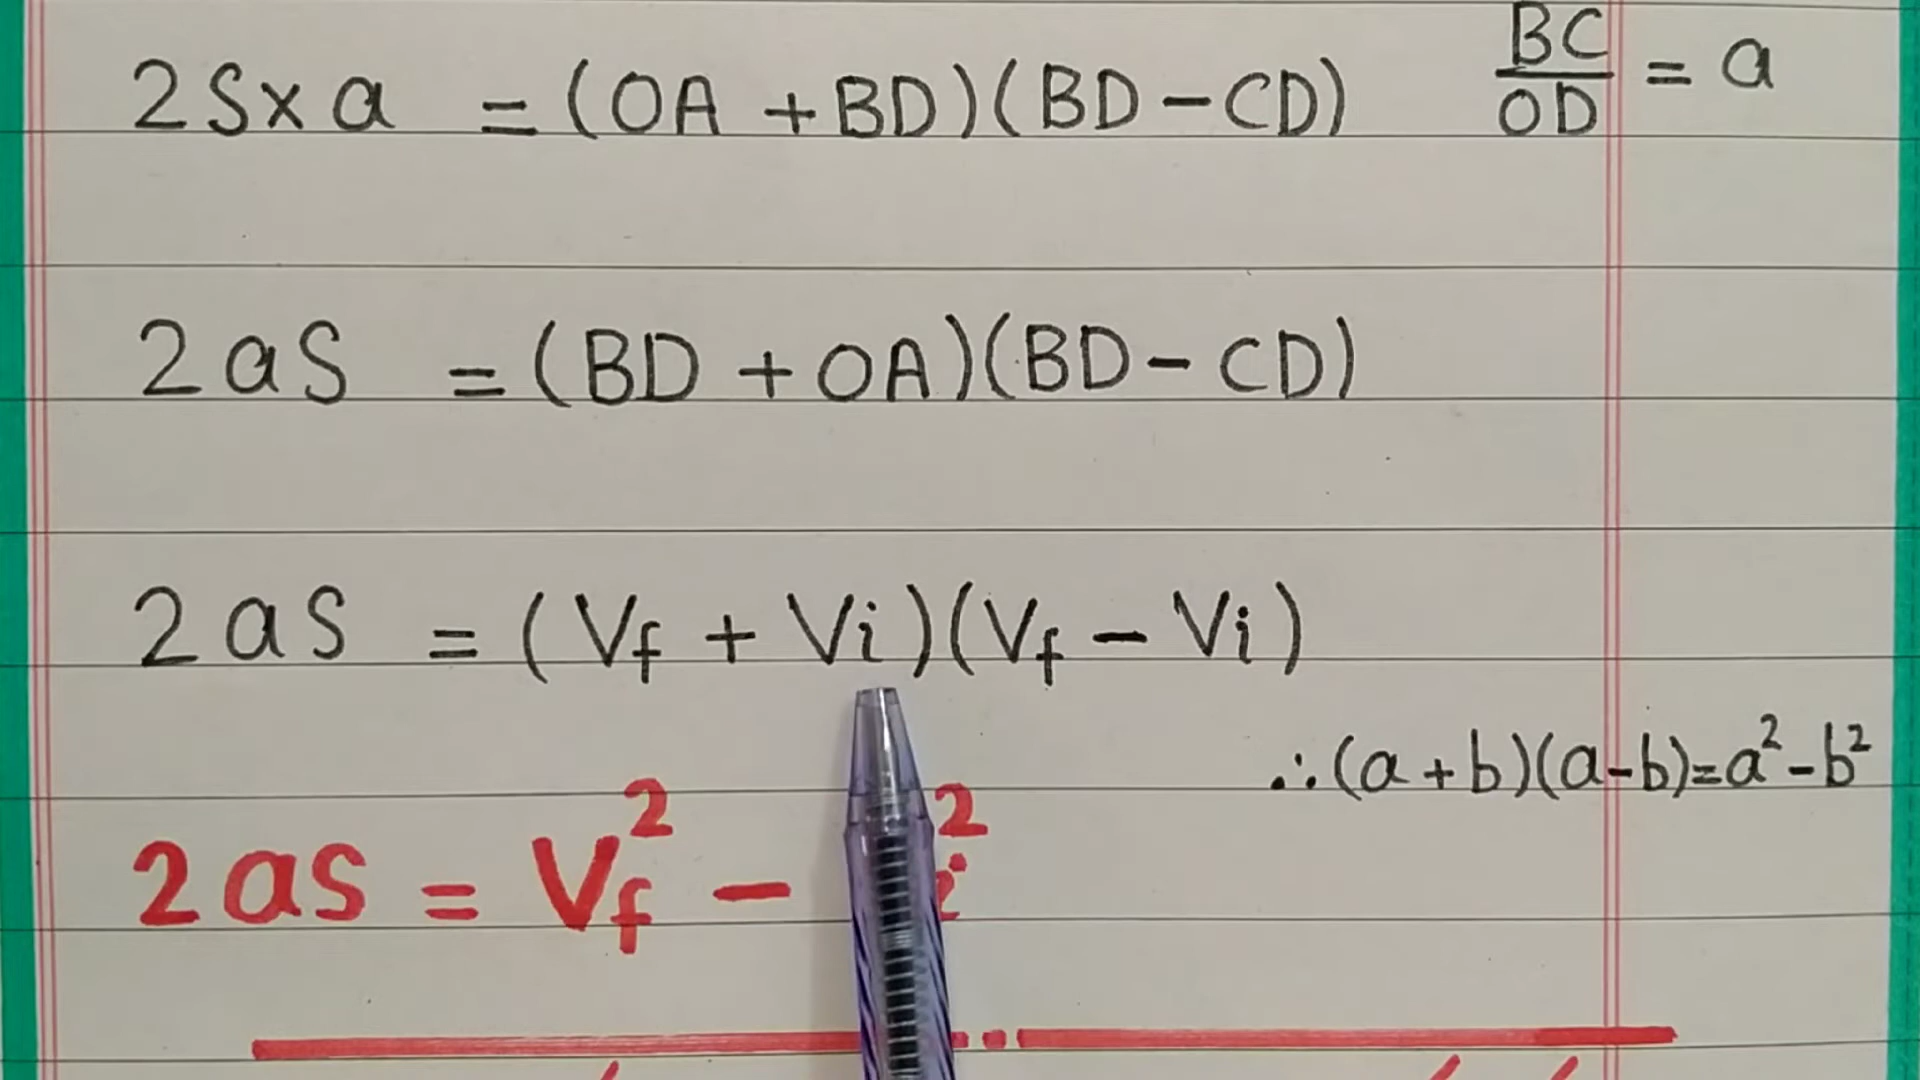 2S×a = (OA + BD)(BD - CD) BC/OD = a
2aS = (BD + OA)(BD - CD)
2aS = (Vf + Vi)(Vf - Vi)
∴ (a+b)(a-b)=a²-b²
2as = Vf² - i²